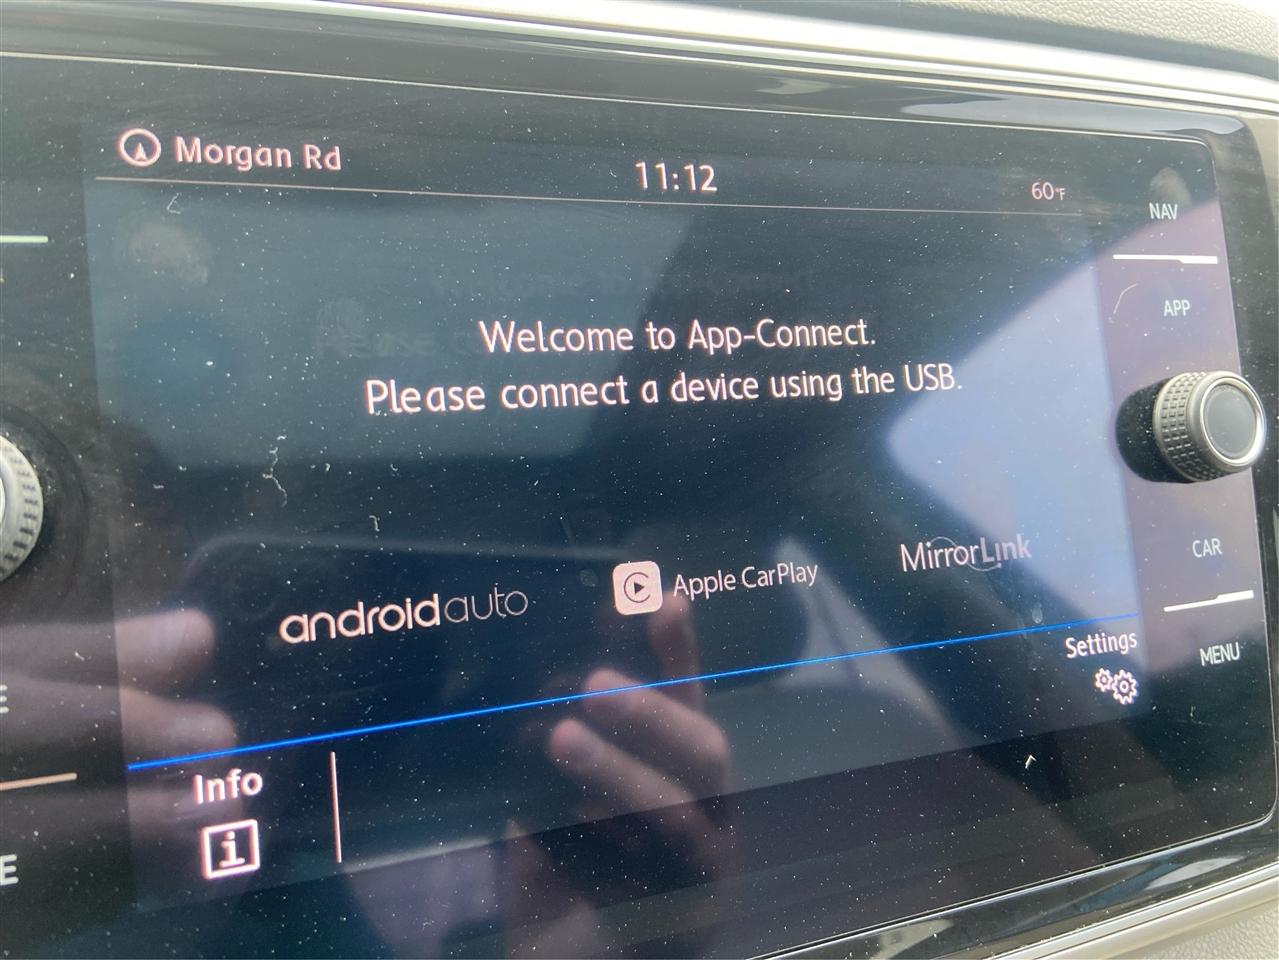 Morgan Rd
11:12
60°F
NAV
APP
Welcome to App-Connect.
Please connect a device using the USB.
androidauto
Apple CarPlay
MirrorLink
CAR
MENU
Settings
Info
i
E
E